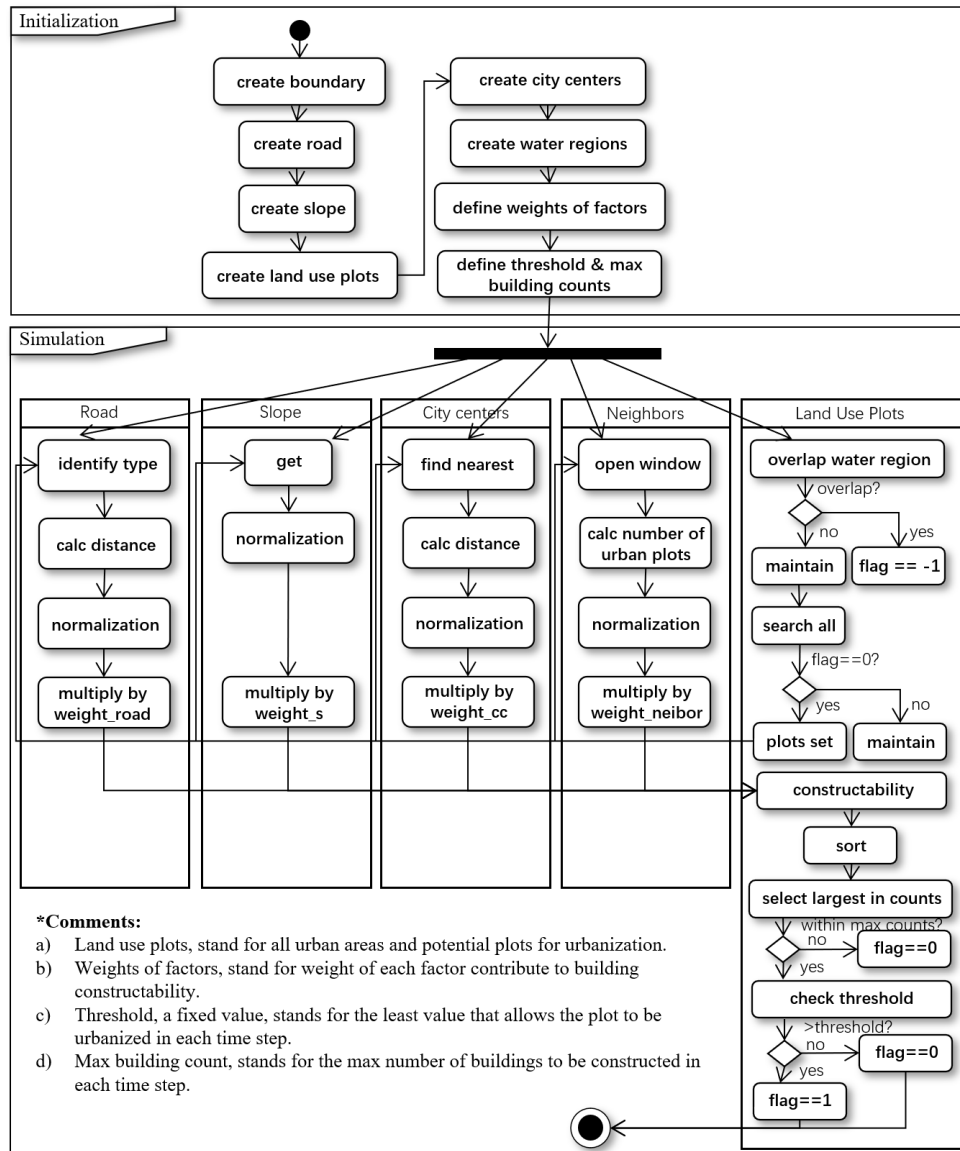 Initialization
create boundary
create road
create slope
create land use plots
create city centers
create water regions
define weights of factors
define threshold & max
building counts
Simulation
Road
identify type
calc distance
normalization
multiply by
weight_road
Slope
get
normalization
multiply by
weight_s
City centers
find nearest
calc distance
normalization
multiply by
weight_cc
Neighbors
open window
calc number of
urban plots
normalization
multiply by
weight_neibor
Land Use Plots
overlap water region
overlap?
no
yes
maintain
flag == -1
search all
flag==0?
yes
no
plots set
maintain
constructability
sort
select largest in counts
within max counts?
no
flag==0
yes
check threshold
>threshold?
no
flag==0
yes
flag==1
*Comments:
a) Land use plots, stand for all urban areas and potential plots for urbanization.
b) Weights of factors, stand for weight of each factor contribute to building
constructability.
c) Threshold, a fixed value, stands for the least value that allows the plot to be
urbanized in each time step.
d) Max building count, stands for the max number of buildings to be constructed in
each time step.